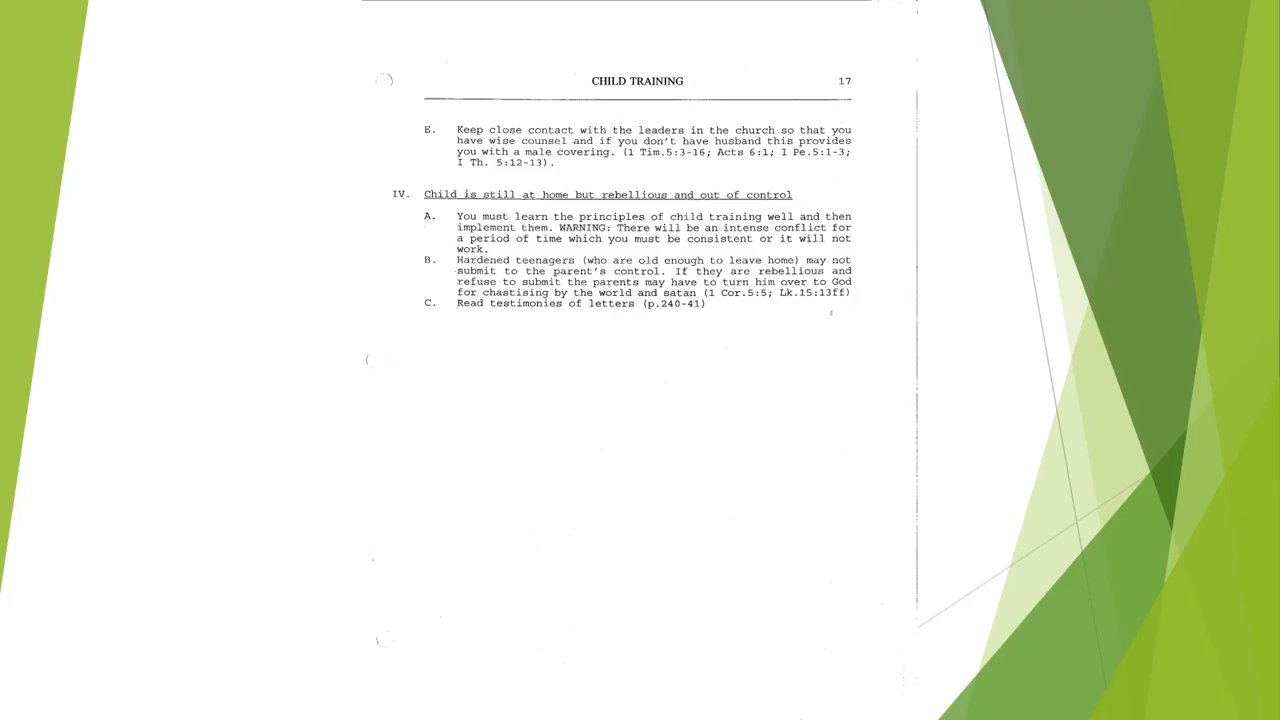 CHILD TRAINING 17
E. Keep close contact with the leaders in the church so that you
have wise counsel and if you don't have husband this provides
you with a male covering. (1 Tim.5:3-16; Acts 6:1; I Pe.5:1-3;
I Th. 5:12-13).
IV. Child is still at home but rebellious and out of control
A. You must learn the principles of child training well and then
implement them. WARNING: There will be an intense conflict for
a period of time which you must be consistent or it will not
work.
B. Hardened teenagers (who are old enough to leave home) may not
submit to the parent's control. If they are rebellious and
refuse to submit the parents may have to turn him over to God
for chastising by the world and satan (1 Cor.5:5; Lk.15:13ff)
C. Read testimonies of letters (p.240-41)